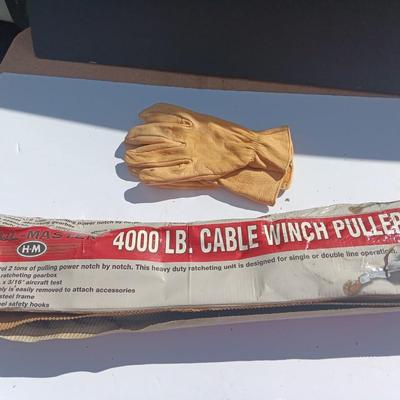 H-M
4000 LB. CABLE WINCH PULLER
2 tons of pulling power notch by notch. This heavy duty ratcheting unit is designed for single or double line operation.
ratcheting gearbox
x 3/16" aircraft test
is easily removed to attach accessories
steel frame
safety hooks